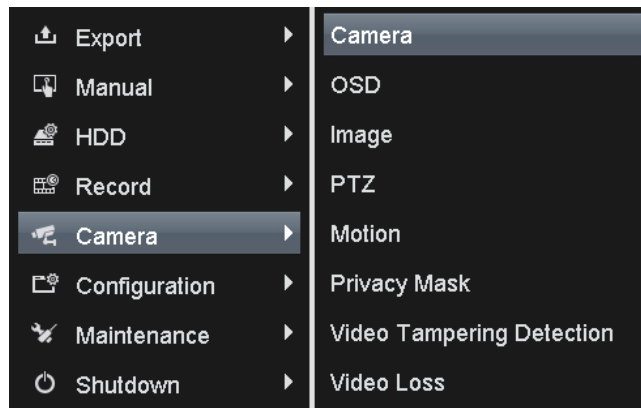 Export
Manual
HDD
Record
Camera
Configuration
Maintenance
Shutdown
Camera
OSD
Image
PTZ
Motion
Privacy Mask
Video Tampering Detection
Video Loss